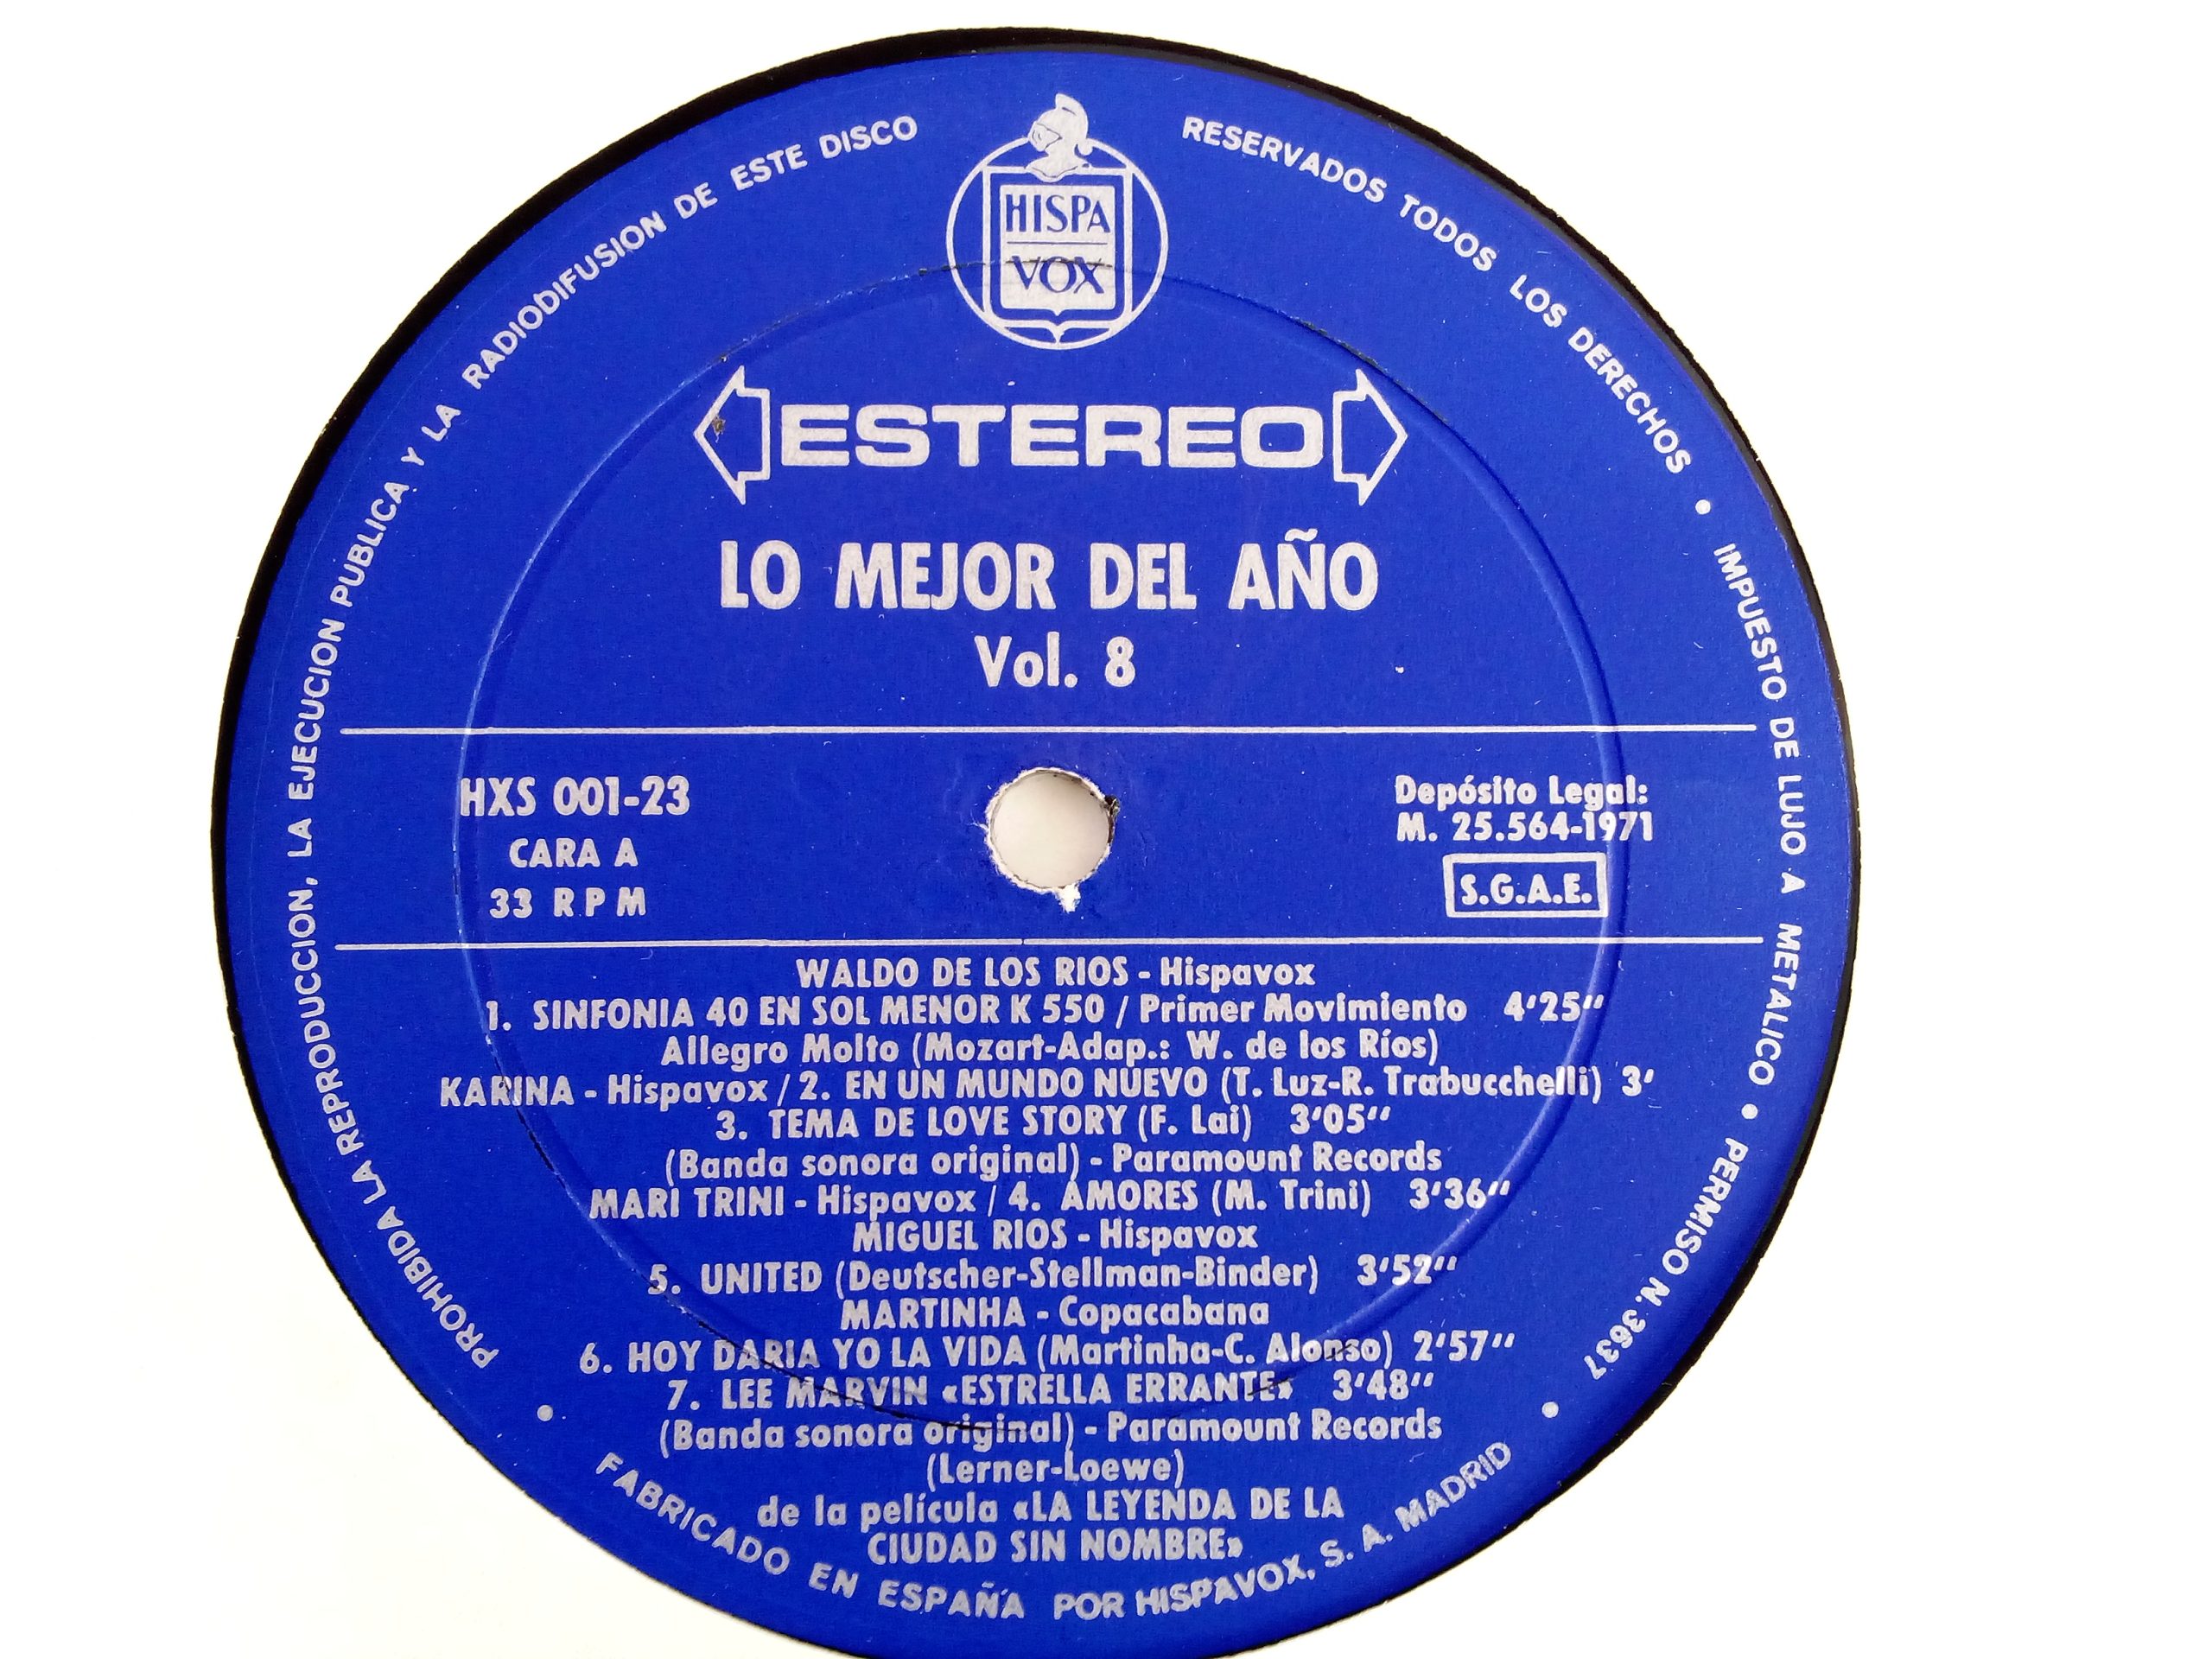 HISPA
VOX
ESTEREO
LO MEJOR DEL AÑO
Vol. 8
HXS 001-23
CARA A
33 RPM
Depósito Legal:
M. 25.564-1971
S.G.A.E.
WALDO DE LOS RIOS - Hispavox
1. SINFONIA 40 EN SOL MENOR K 550 / Primer Movimiento 4'25"
Allegro Molto (Mozart-Adap.: W. de los Ríos)
KARINA - Hispavox / 2. EN UN MUNDO NUEVO (T. Luz-R. Trabucchelli) 3'
3. TEMA DE LOVE STORY (F. Lai) 3'05"
(Banda sonora original) - Paramount Records
MARI TRINI - Hispavox / 4. AMORES (M. Trini) 3'36"
MIGUEL RIOS - Hispavox
5. UNITED (Deutscher-Stellman-Binder) 3'52"
MARTINHA - Copacabana
6. HOY DARIA YO LA VIDA (Martinha-C. Alonso) 2'57"
7. LEE MARVIN «ESTRELLA ERRANTE» 3'48"
(Banda sonora original) - Paramount Records
(Lerner-Loewe)
de la película «LA LEYENDA DE LA
CIUDAD SIN NOMBRE»
PROHIBIDA LA REPRODUCCION, LA EJECUCION PUBLICA Y LA RADIODIFUSION DE ESTE DISCO
RESERVADOS TODOS LOS DERECHOS • IMPUESTO DE LUJO A METALICO • PERMISO N. 3637 •
FABRICADO EN ESPAÑA POR HISPAVOX, S. A. MADRID